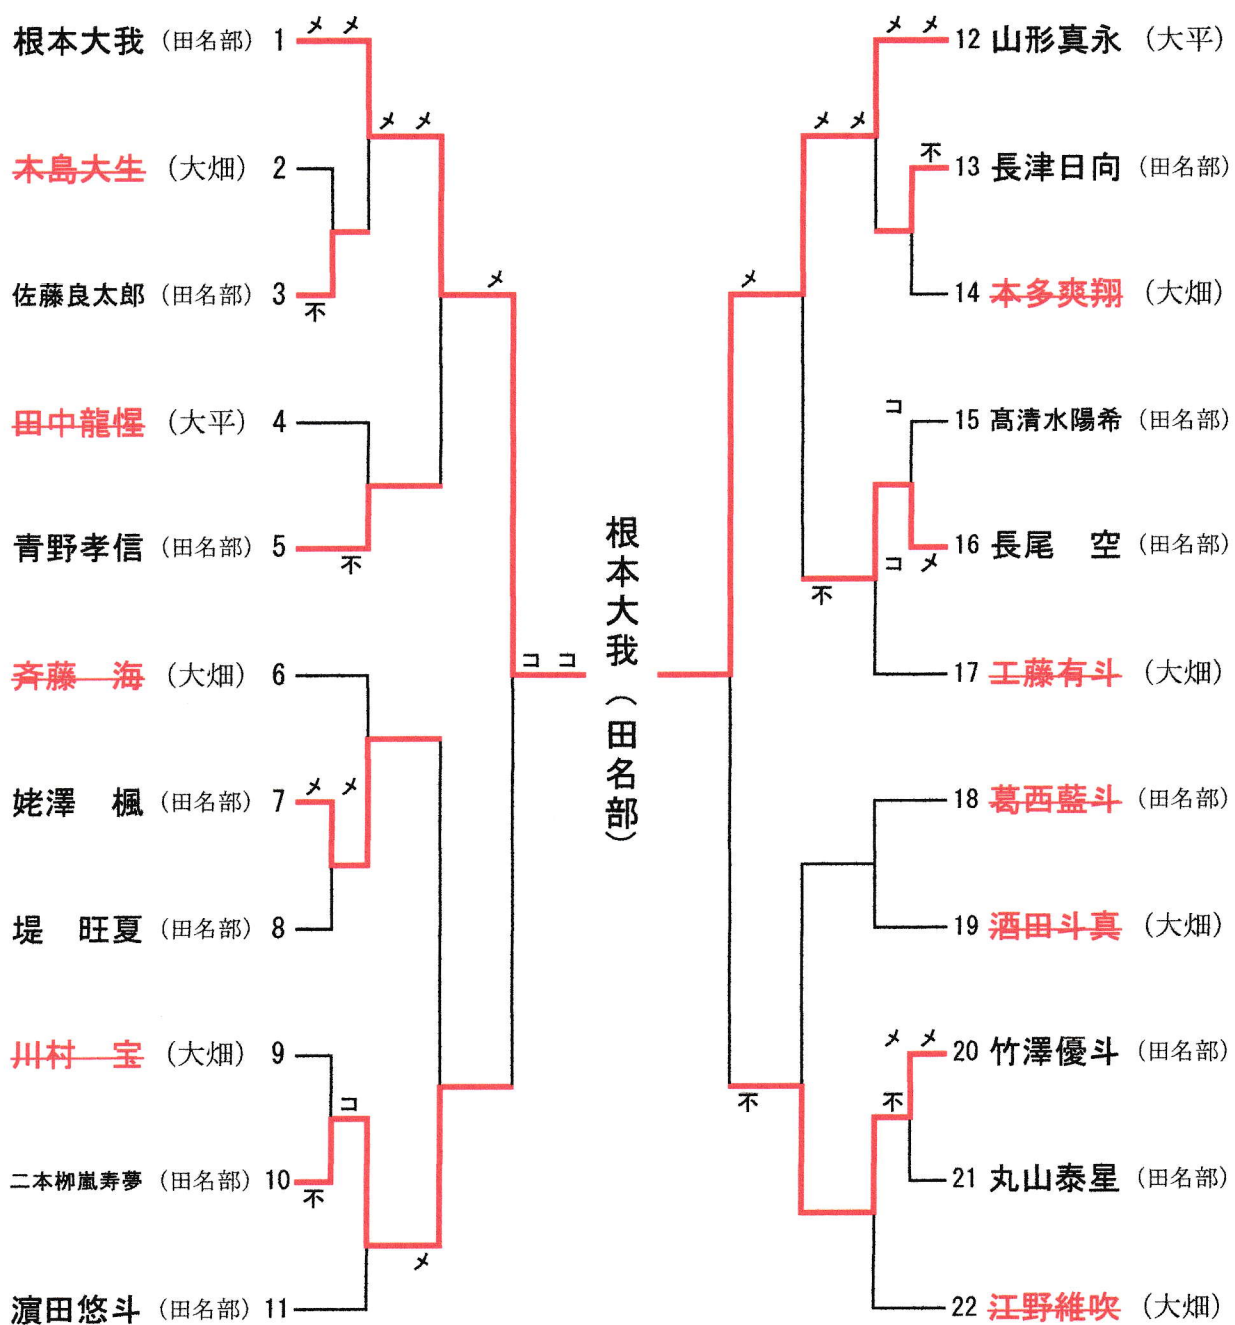 メ メ
根本大我 (田名部) 1
メ メ
木島大生 (大畑) 2
佐藤良太郎 (田名部) 3
不
メ
田中龍惺 (大平) 4
青野孝信 (田名部) 5
不
斉藤 海 (大畑) 6
コ コ
メ メ
姥澤 楓 (田名部) 7
堤 旺夏 (田名部) 8
川村 宝 (大畑) 9
コ
二本栁嵐寿夢 (田名部) 10
不
メ
濵田悠斗 (田名部) 11
根本大我(田名部)
メ メ
12 山形真永 (大平)
メ メ
不
13 長津日向 (田名部)
メ
14 本多爽翔 (大畑)
コ
15 髙清水陽希 (田名部)
16 長尾 空 (田名部)
コ メ
不
17 工藤有斗 (大畑)
18 葛西藍斗 (田名部)
19 酒田斗真 (大畑)
メ メ
20 竹澤優斗 (田名部)
不
不
21 丸山泰星 (田名部)
22 江野維吹 (大畑)